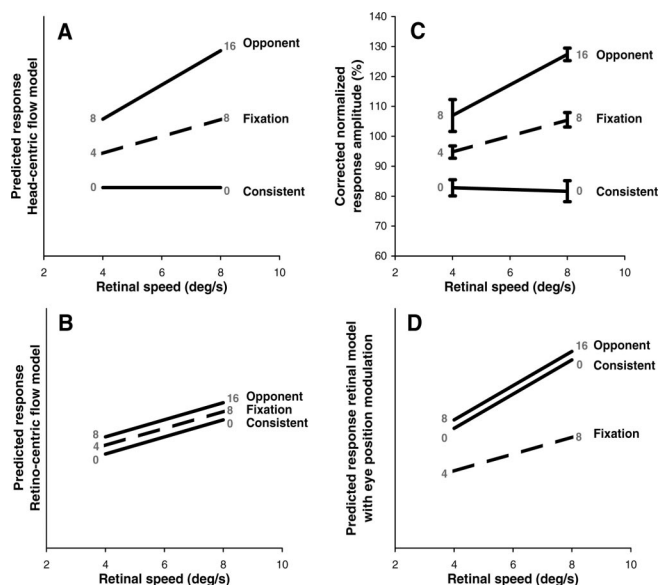 A
Predicted response
Head-centric flow model
16 Opponent
8
Fixation
8
4
0
0
Consistent
2 4 6 8 10
Retinal speed (deg/s)
C
Corrected normalized
response amplitude (%)
140
130
120
110
100
90
80
70
60
16 Opponent
8
Fixation
8
4
0
0
Consistent
2 4 6 8 10
Retinal speed (deg/s)
B
Predicted response
Retino-centric flow model
16 Opponent
8 Fixation
0 Consistent
8
4
0
2 4 6 8 10
Retinal speed (deg/s)
D
Predicted response retinal model
with eye position modulation
16 Opponent
0 Consistent
8
0
8 Fixation
4
2 4 6 8 10
Retinal speed (deg/s)